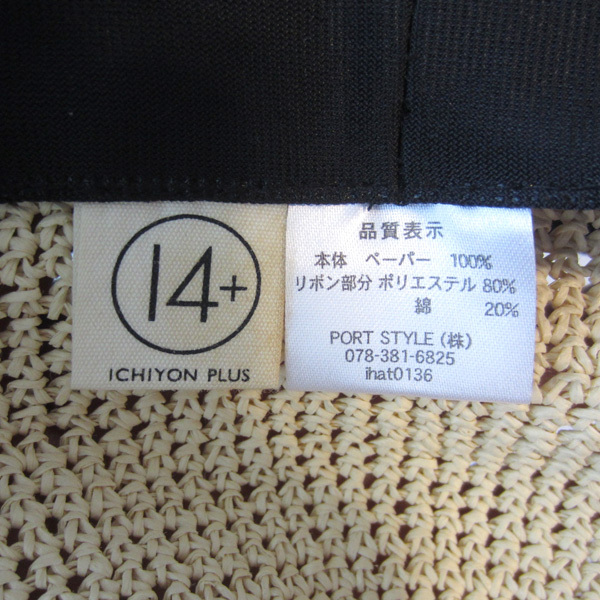 14+
ICHIYON PLUS
品質表示
本体 ペーパー 100%
リボン部分 ポリエステル 80%
綿 20%
PORT STYLE (株)
078-381-6825
ihat0136